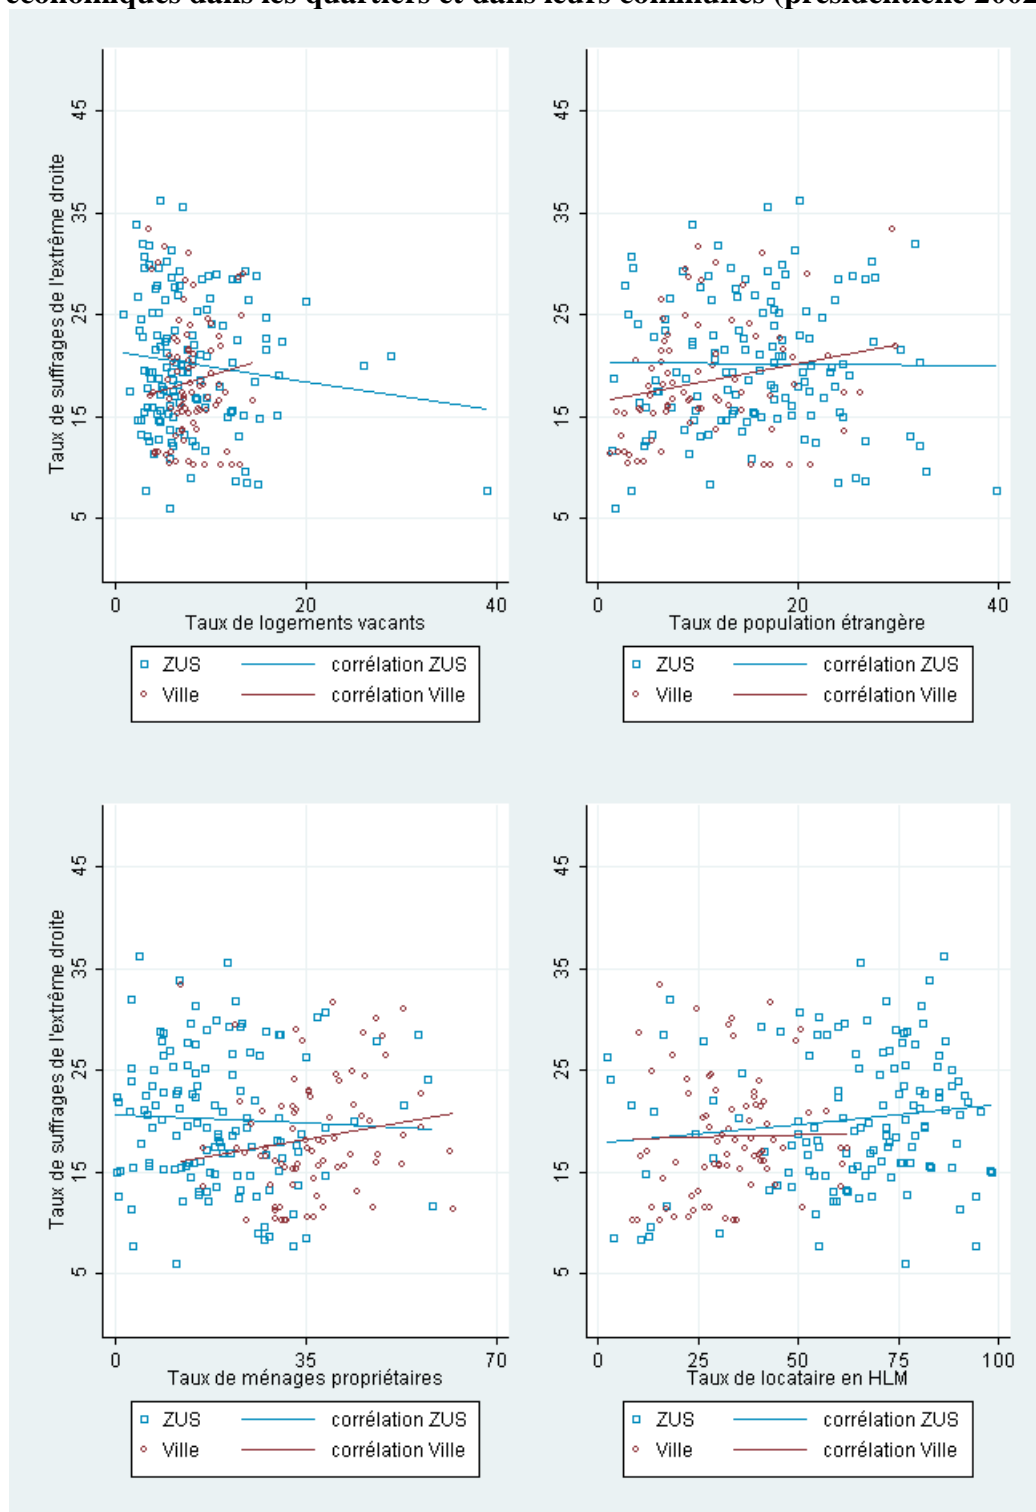 économiques dans les quartiers et dans leurs communes (présidentielle 2002
Taux de suffrages de l'extrême droite
45
35
25
15
5
0 20 40
Taux de logements vacants
ZUS corrélation ZUS
Ville corrélation Ville
45
35
25
15
5
0 20 40
Taux de population étrangère
ZUS corrélation ZUS
Ville corrélation Ville
Taux de suffrages de l'extrême droite
45
35
25
15
5
0 35 70
Taux de ménages propriétaires
ZUS corrélation ZUS
Ville corrélation Ville
45
35
25
15
5
0 25 50 75 100
Taux de locataire en HLM
ZUS corrélation ZUS
Ville corrélation Ville